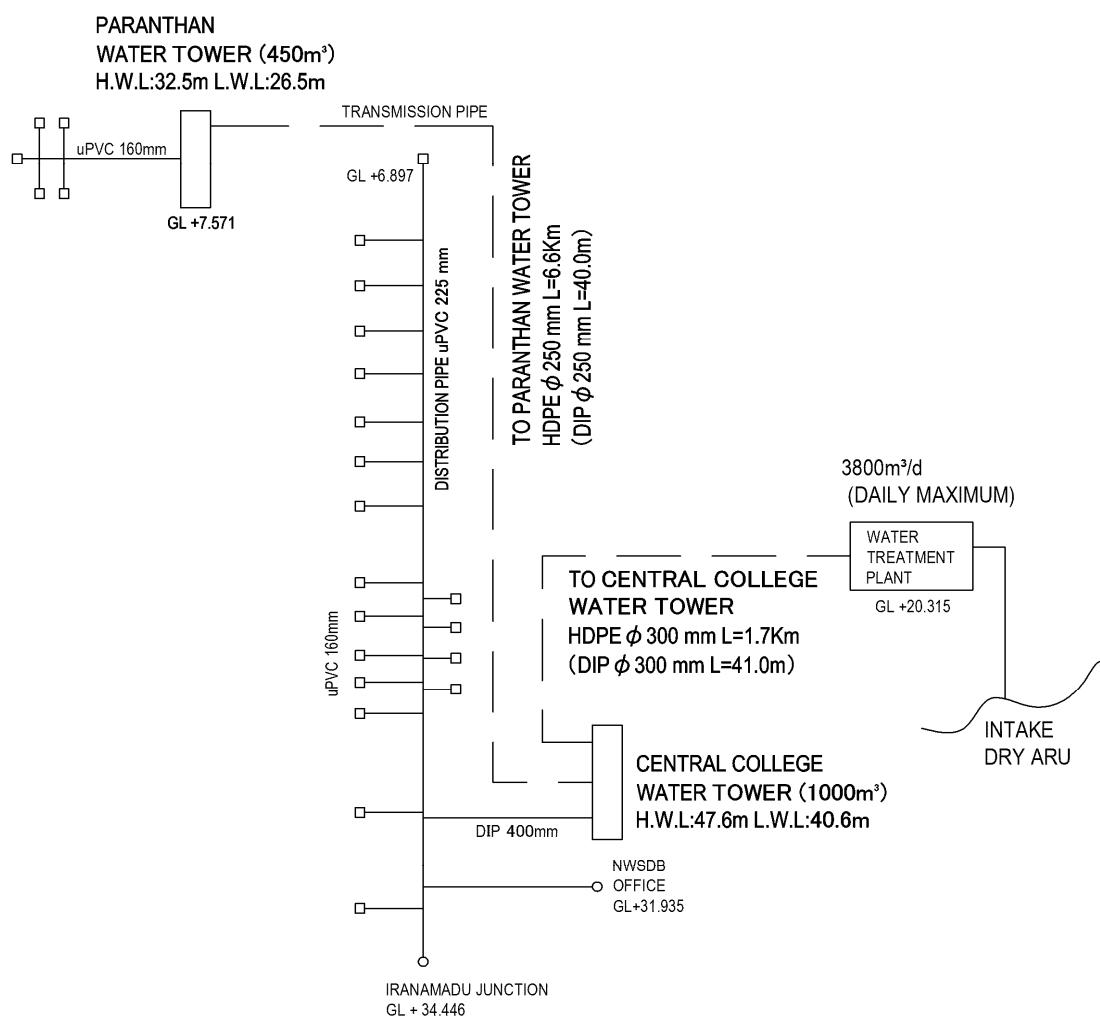 PARANTHAN
WATER TOWER (450m³)
H.W.L:32.5m L.W.L:26.5m
TRANSMISSION PIPE
uPVC 160mm
GL +6.897
GL +7.571
DISTRIBUTION PIPE uPVC 225 mm
TO PARANTHAN WATER TOWER
HDPE ϕ 250 mm L=6.6Km
(DIP ϕ 250 mm L=40.0m)
3800m³/d
(DAILY MAXIMUM)
WATER
TREATMENT
PLANT
GL +20.315
TO CENTRAL COLLEGE
WATER TOWER
HDPE ϕ 300 mm L=1.7Km
(DIP ϕ 300 mm L=41.0m)
uPVC 160mm
INTAKE
DRY ARU
CENTRAL COLLEGE
WATER TOWER (1000m³)
H.W.L:47.6m L.W.L:40.6m
DIP 400mm
NWSDB
OFFICE
GL+31.935
IRANAMADU JUNCTION
GL + 34.446